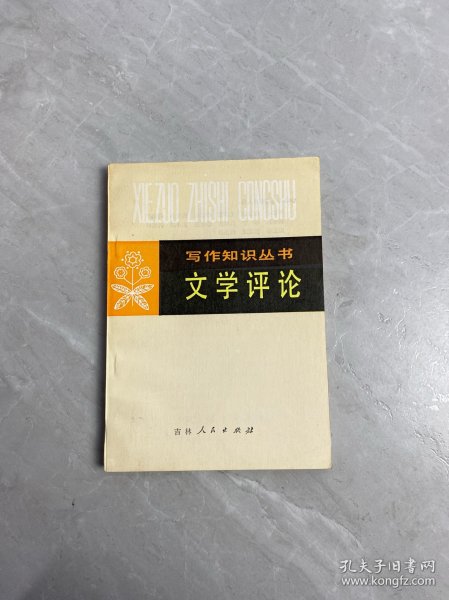 XIEZUO ZHISHI CONGSHU
写作知识丛书
文学评论
吉林人民出版社
孔夫子旧书网
www.kongfz.com